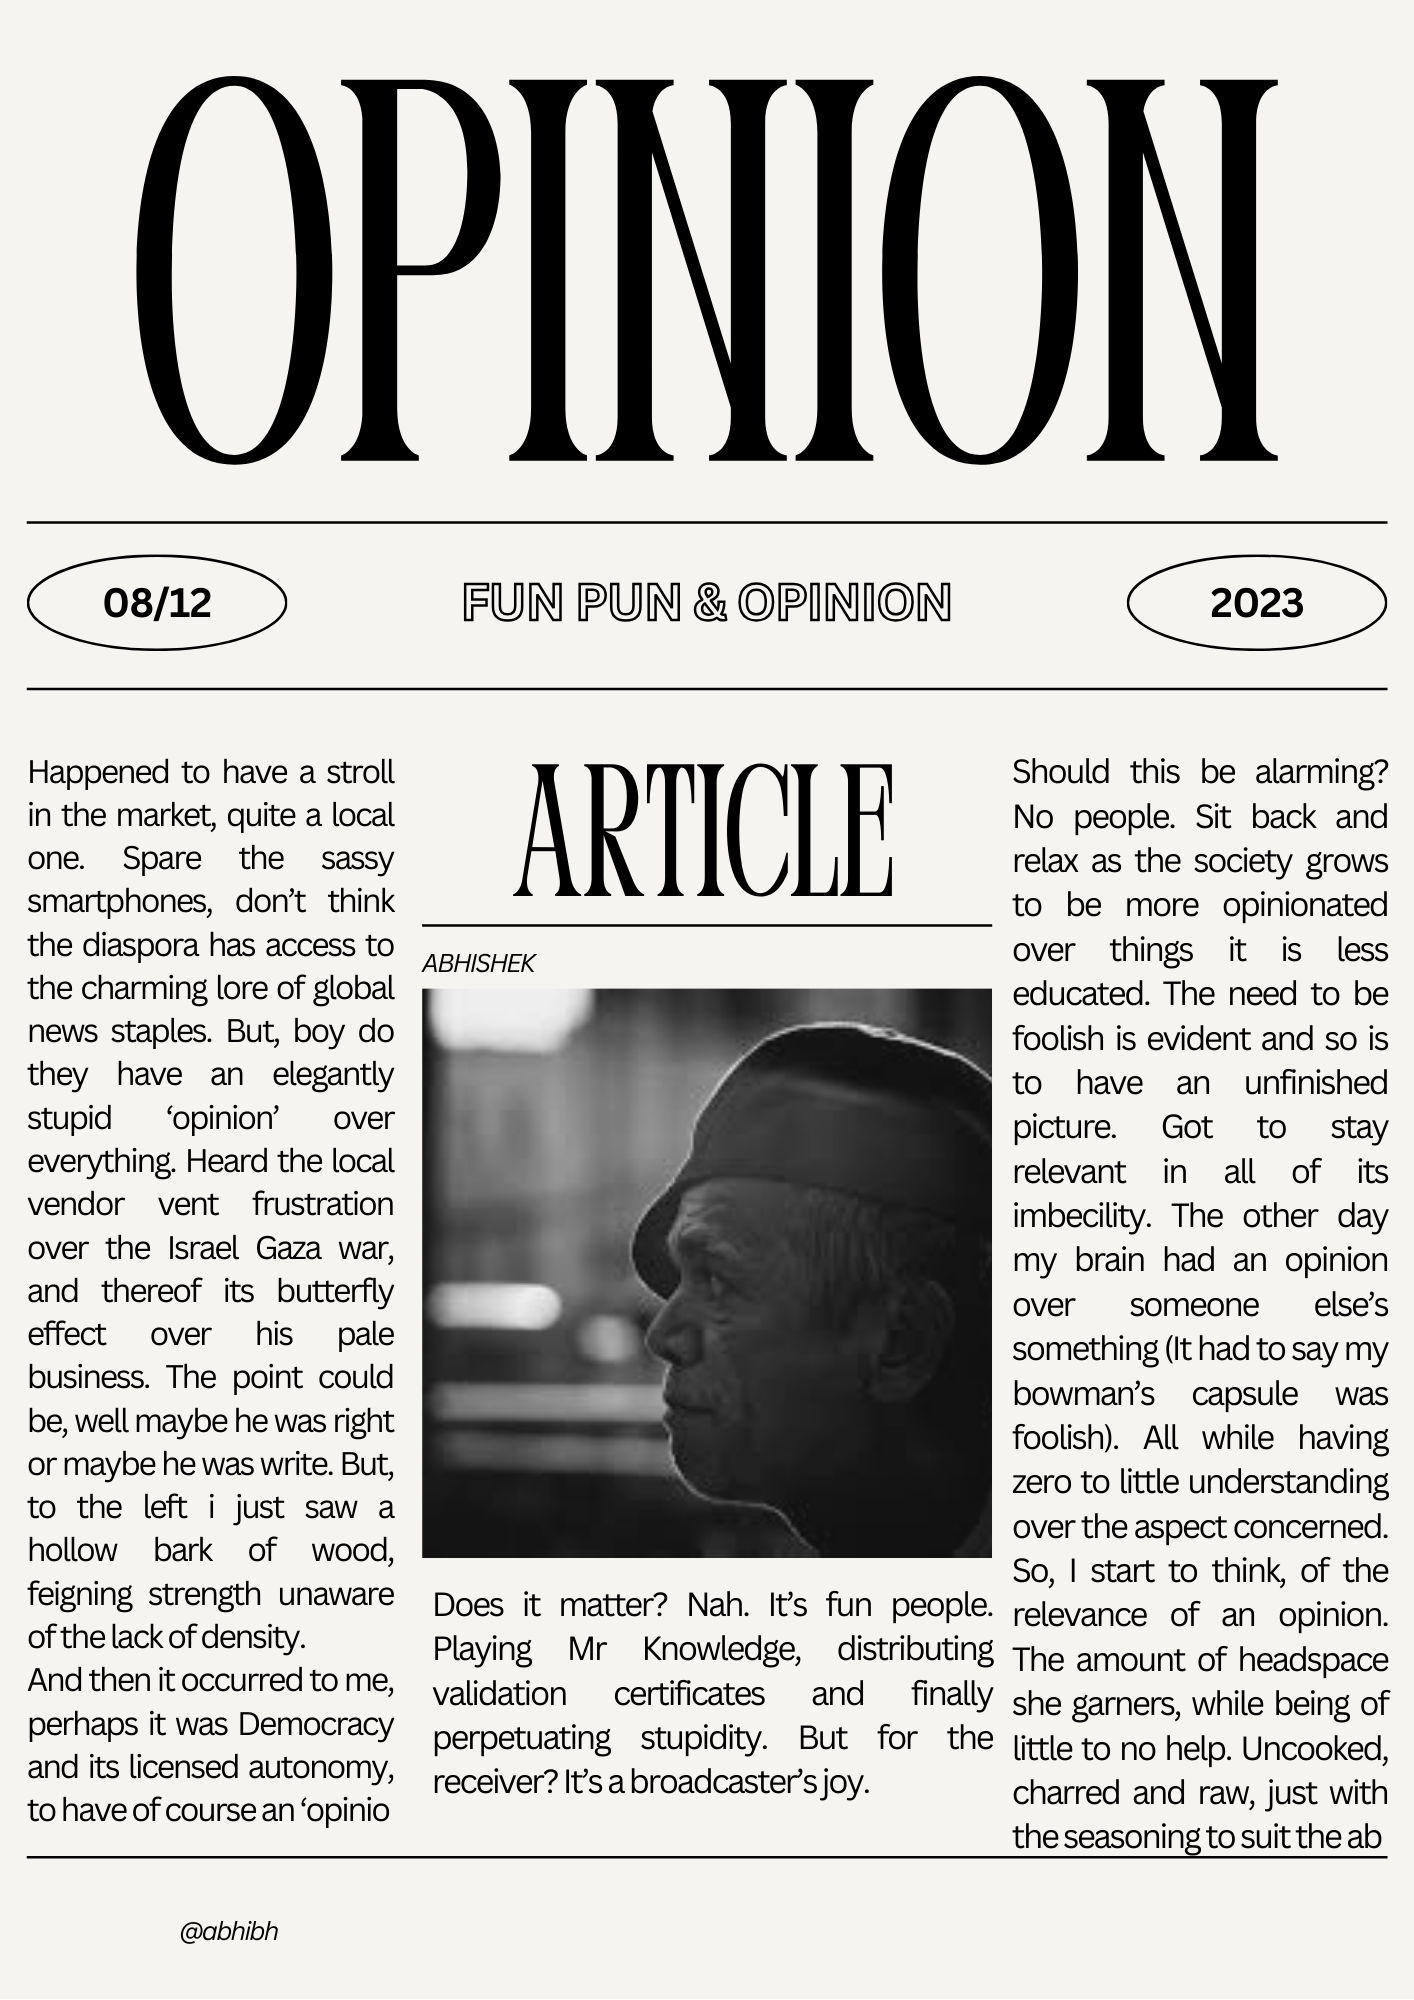 OPINION
08/12
FUN PUN & OPINION
2023
Happened to have a stroll
in the market, quite a local
one. Spare the sassy
smartphones, don’t think
the diaspora has access to
the charming lore of global
news staples. But, boy do
they have an elegantly
stupid ‘opinion’ over
everything. Heard the local
vendor vent frustration
over the Israel Gaza war,
and thereof its butterfly
effect over his pale
business. The point could
be, well maybe he was right
or maybe he was write. But,
to the left i just saw a
hollow bark of wood,
feigning strength unaware
of the lack of density.
And then it occurred to me,
perhaps it was Democracy
and its licensed autonomy,
to have of course an ‘opinio
ARTICLE
ABHISHEK
Does it matter? Nah. It’s fun people.
Playing Mr Knowledge, distributing
validation certificates and finally
perpetuating stupidity. But for the
receiver? It’s a broadcaster’s joy.
Should this be alarming?
No people. Sit back and
relax as the society grows
to be more opinionated
over things it is less
educated. The need to be
foolish is evident and so is
to have an unfinished
picture. Got to stay
relevant in all of its
imbecility. The other day
my brain had an opinion
over someone else’s
something (It had to say my
bowman’s capsule was
foolish). All while having
zero to little understanding
over the aspect concerned.
So, I start to think, of the
relevance of an opinion.
The amount of headspace
she garners, while being of
little to no help. Uncooked,
charred and raw, just with
the seasoning to suit the ab
@abhibh